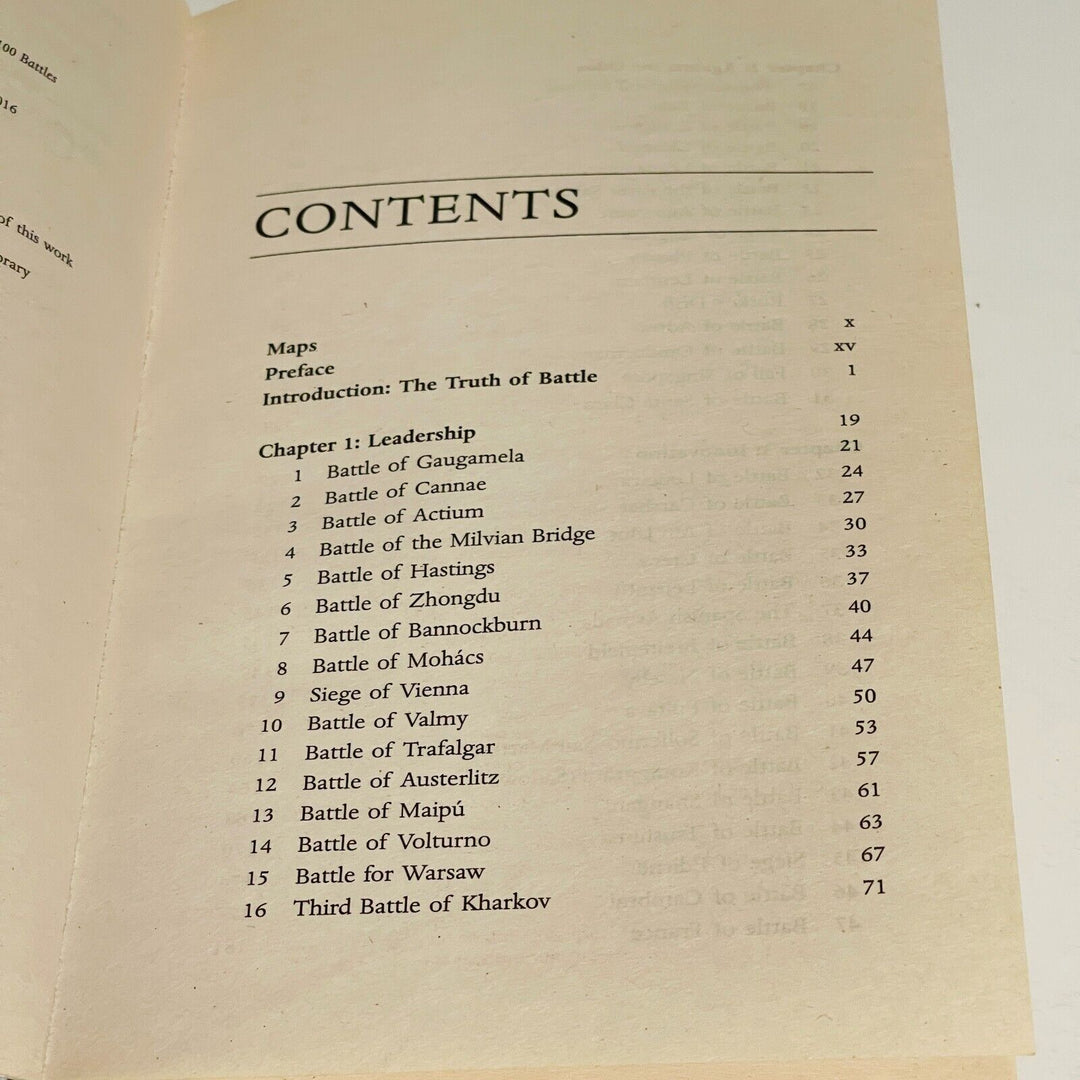 00 Battles
016
of this work
brary
CONTENTS
Maps x
Preface xv
Introduction: The Truth of Battle 1
Chapter 1: Leadership 19
1 Battle of Gaugamela 21
2 Battle of Cannae 24
3 Battle of Actium 27
4 Battle of the Milvian Bridge 30
5 Battle of Hastings 33
6 Battle of Zhongdu 37
7 Battle of Bannockburn 40
8 Battle of Mohács 44
9 Siege of Vienna 47
10 Battle of Valmy 50
11 Battle of Trafalgar 53
12 Battle of Austerlitz 57
13 Battle of Maipú 61
14 Battle of Volturno 63
15 Battle for Warsaw 67
16 Third Battle of Kharkov 71